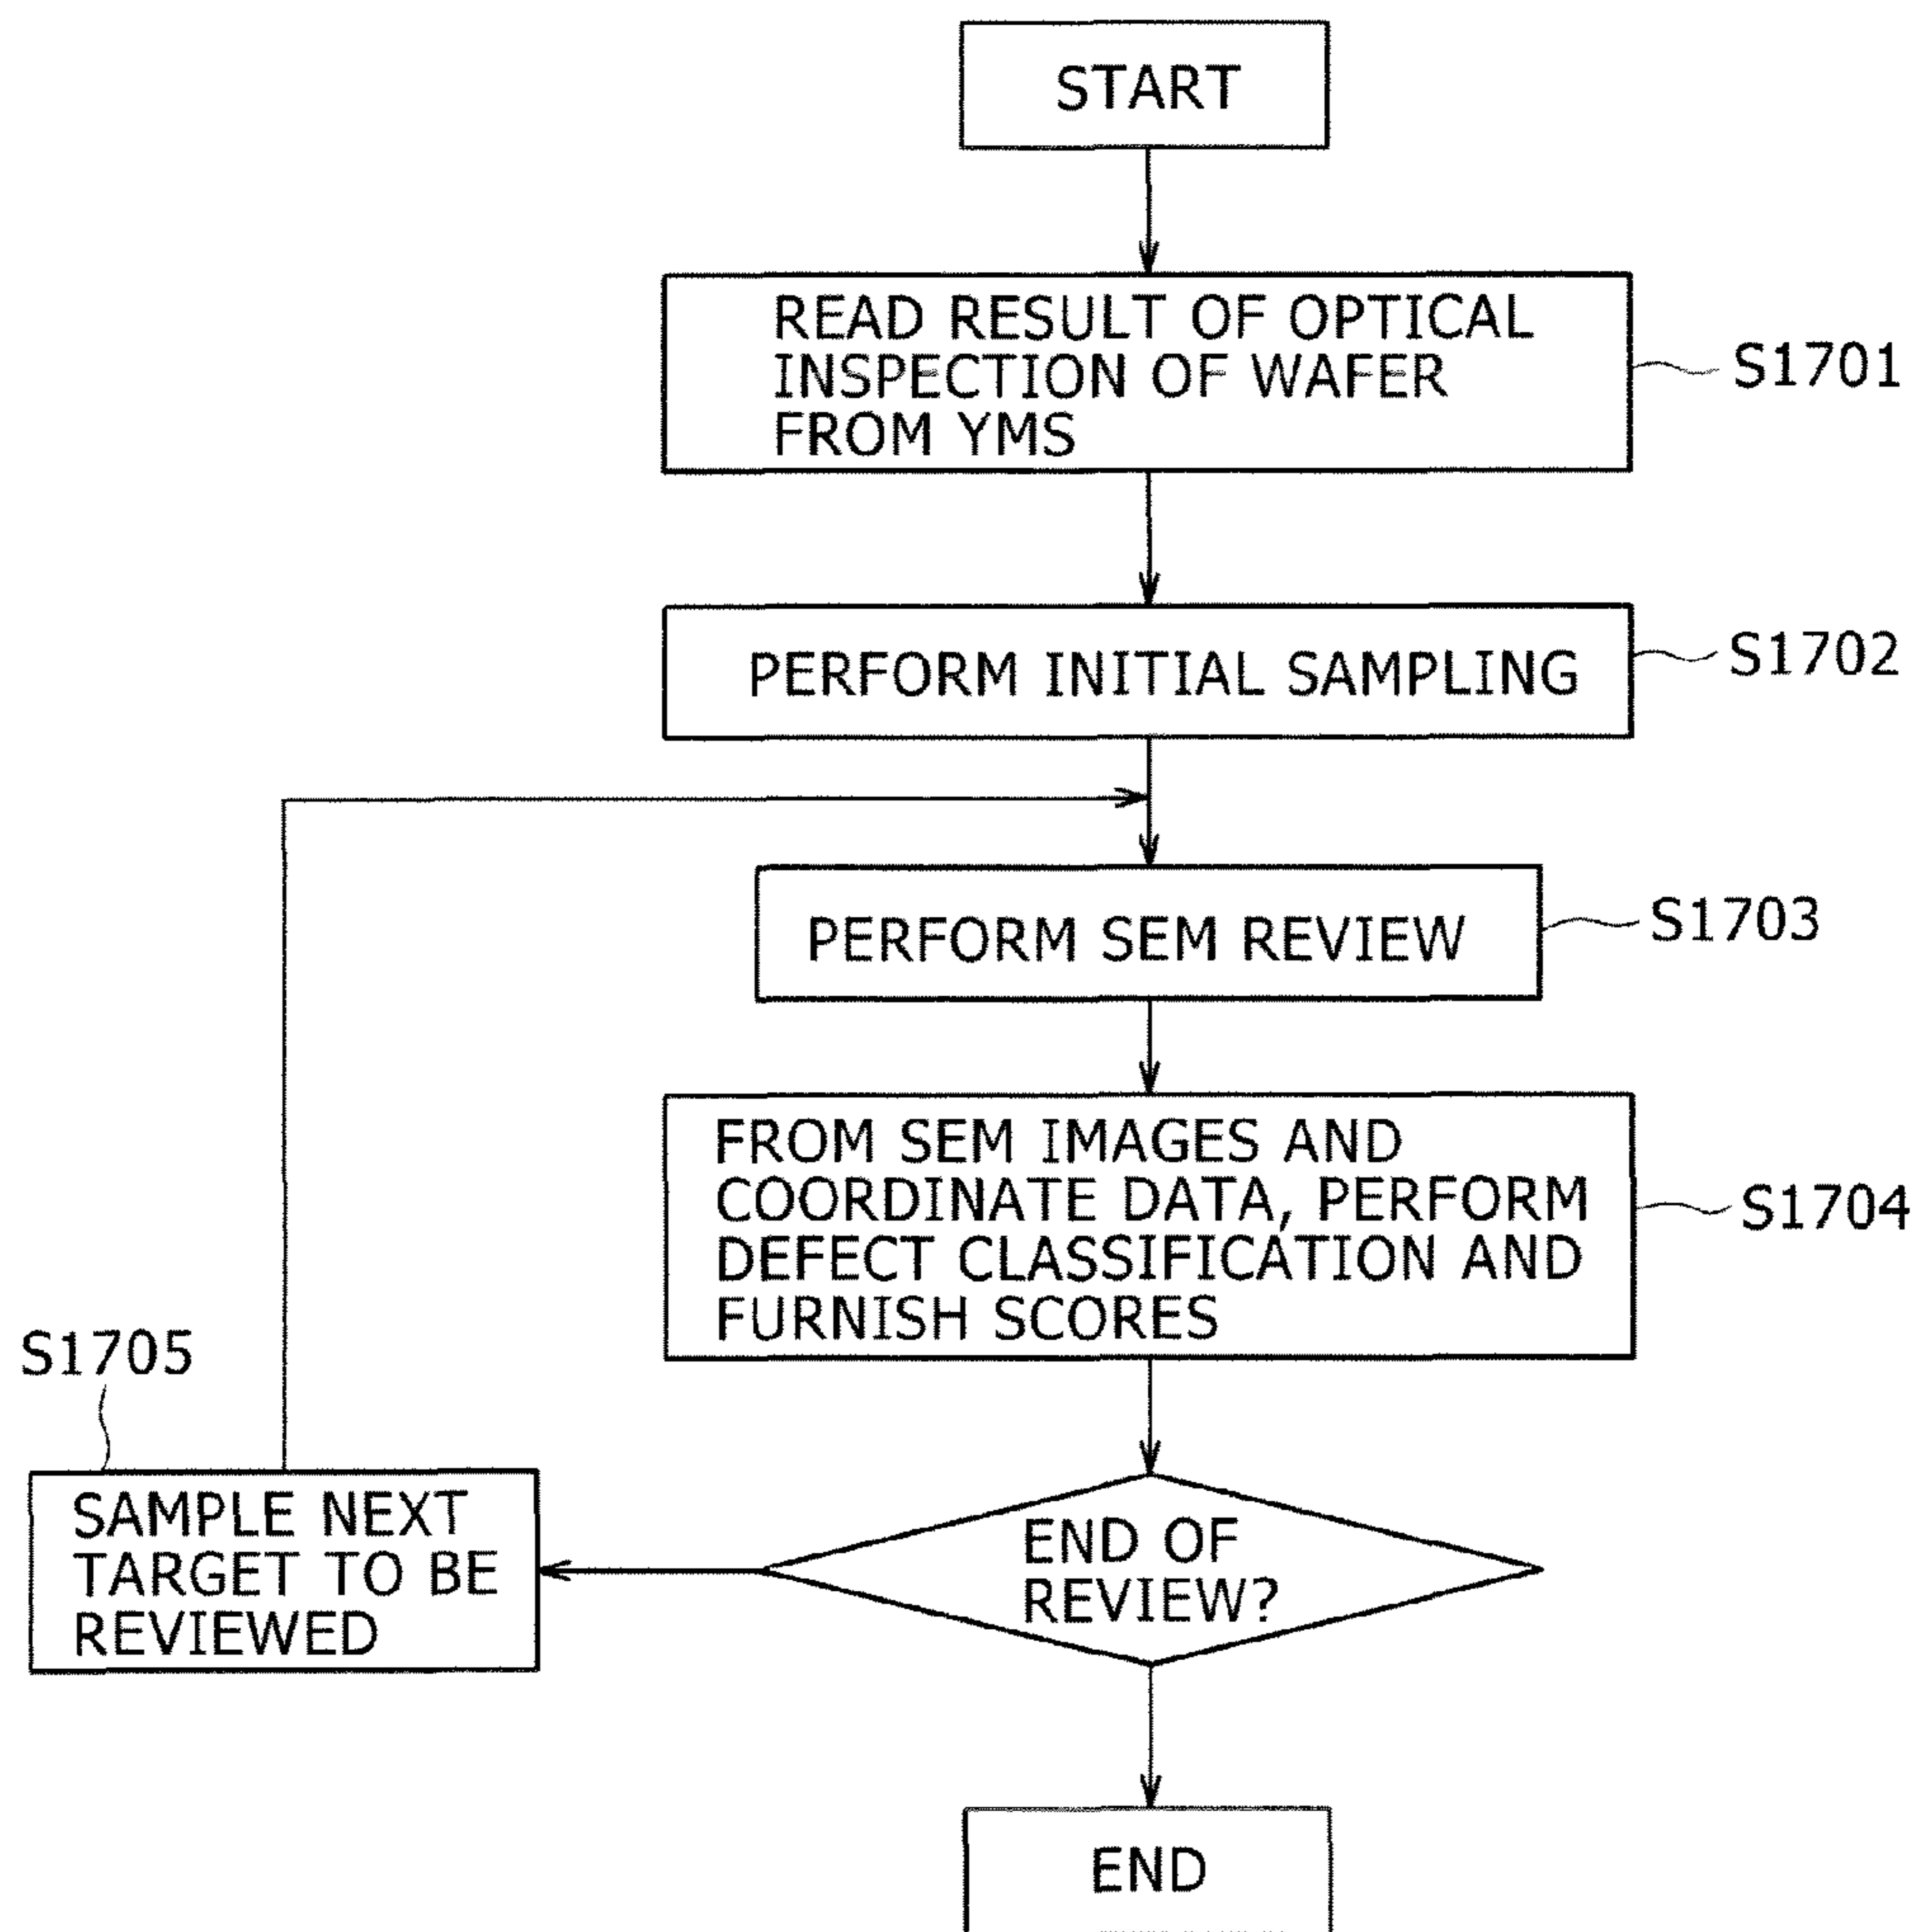 START
READ RESULT OF OPTICAL
INSPECTION OF WAFER
FROM YMS
S1701
PERFORM INITIAL SAMPLING
S1702
PERFORM SEM REVIEW
S1703
FROM SEM IMAGES AND
COORDINATE DATA, PERFORM
DEFECT CLASSIFICATION AND
FURNISH SCORES
S1704
S1705
SAMPLE NEXT
TARGET TO BE
REVIEWED
END OF
REVIEW?
END